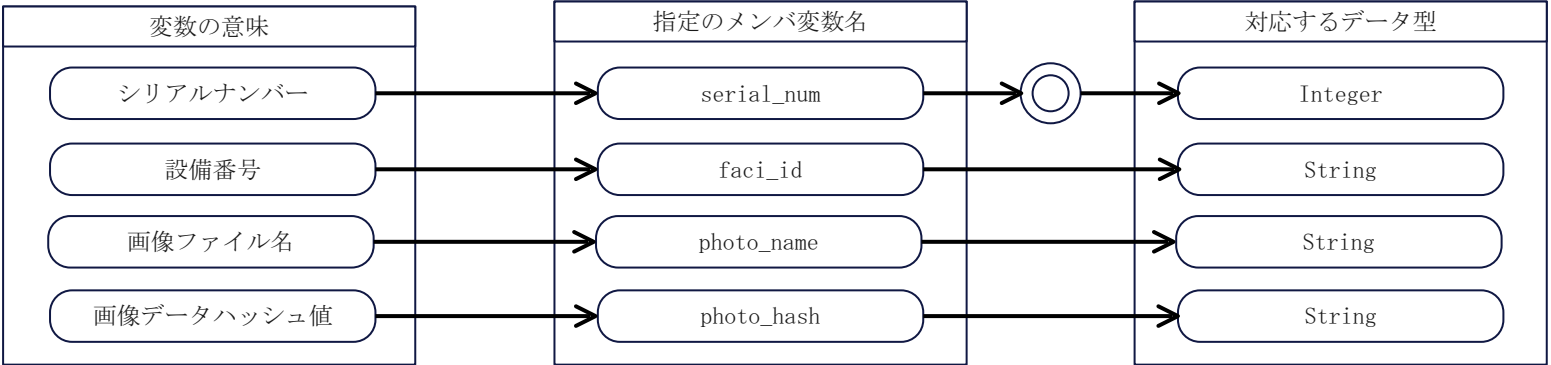 変数の意味
指定のメンバ変数名
対応するデータ型
シリアルナンバー
serial_num
Integer
設備番号
faci_id
String
画像ファイル名
photo_name
String
画像データハッシュ値
photo_hash
String